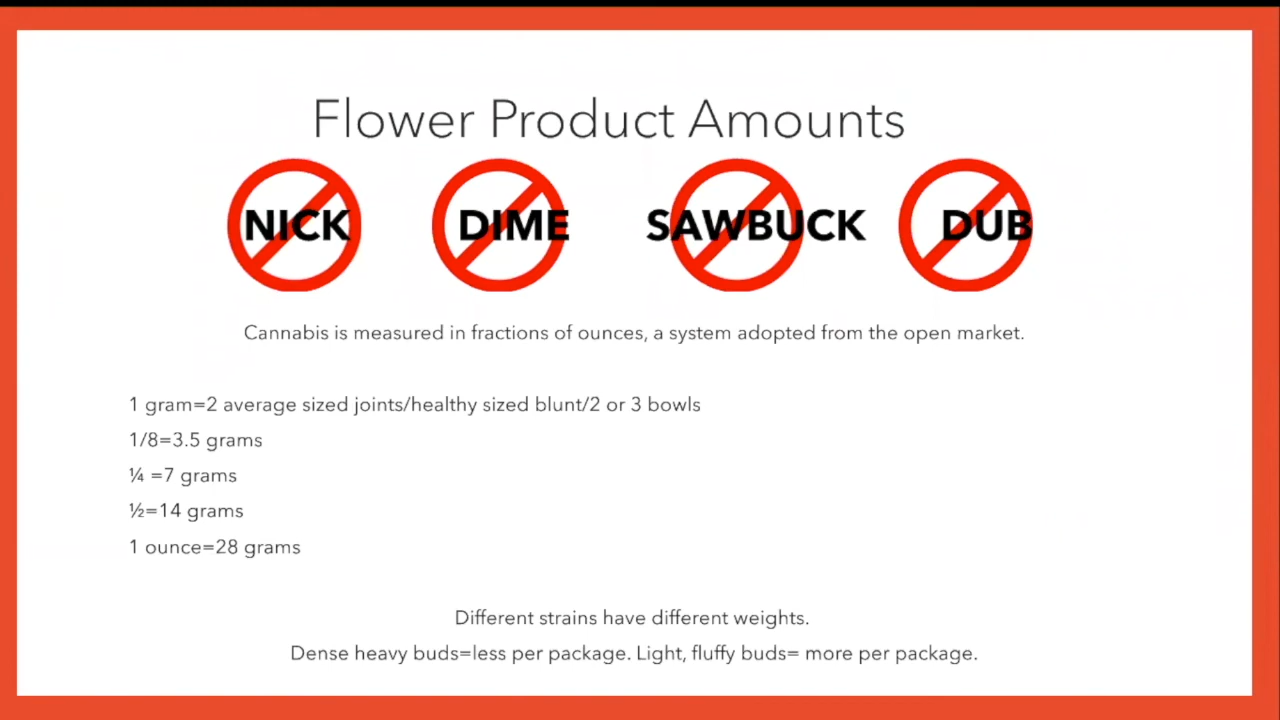 Flower Product Amounts
NICK DIME SAWBUCK DUB
Cannabis is measured in fractions of ounces, a system adopted from the open market.
1 gram=2 average sized joints/healthy sized blunt/2 or 3 bowls
1/8=3.5 grams
¼ =7 grams
½=14 grams
1 ounce=28 grams
Different strains have different weights.
Dense heavy buds=less per package. Light, fluffy buds= more per package.